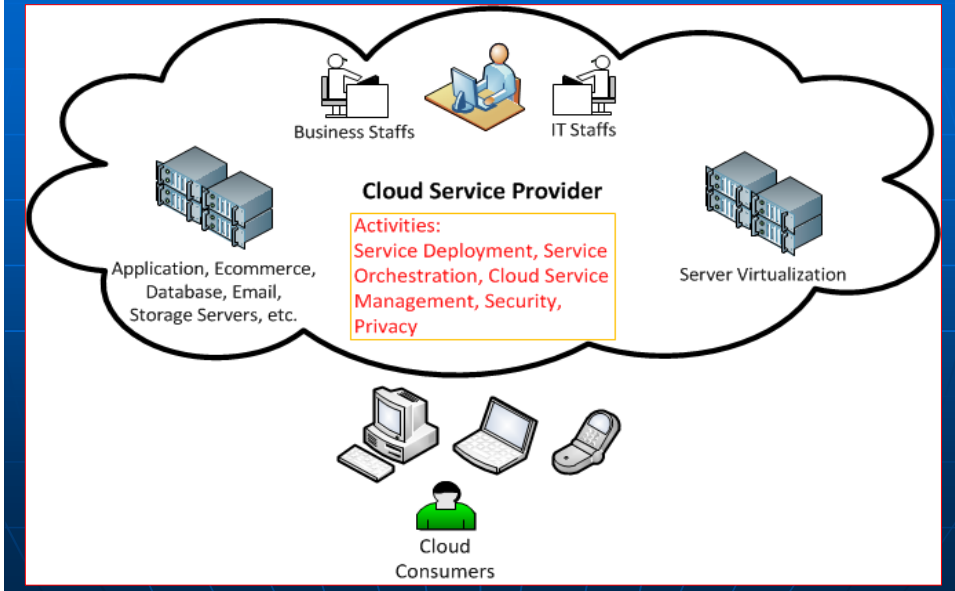 Business Staffs
IT Staffs
Cloud Service Provider
Activities:
Service Deployment, Service
Orchestration, Cloud Service
Management, Security,
Privacy
Application, Ecommerce,
Database, Email,
Storage Servers, etc.
Server Virtualization
Cloud
Consumers